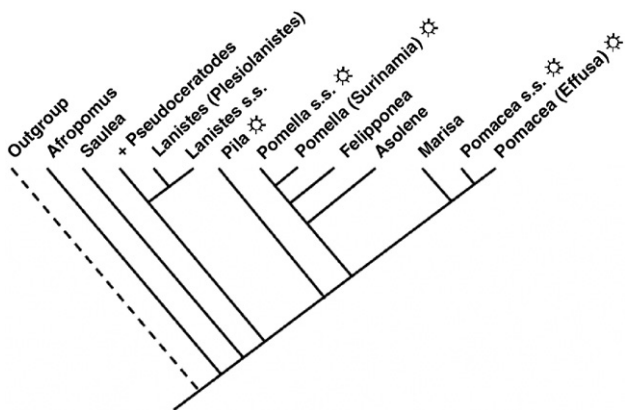 Outgroup
Afropomus
Saulea
+ Pseudoceratodes
Lanistes (Plesiolanistes)
Lanistes s.s.
Pila
Pomella s.s.
Pomella (Surinamia)
Felipponea
Asolene
Marisa
Pomacea s.s.
Pomacea (Effusa)